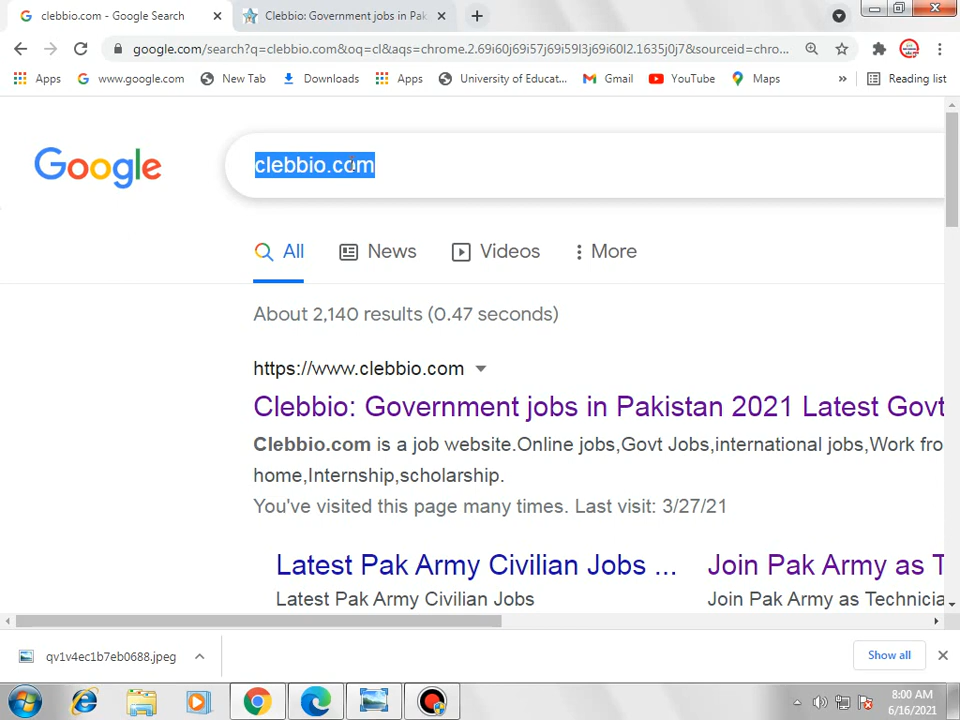 clebbio.com - Google Search
Clebbio: Government jobs in Pak
google.com/search?q=clebbio.com&oq=cl&aqs=chrome.2.69i60j69i57j69i59l3j69i60l2.1635j0j7&sourceid=chro...
Apps www.google.com New Tab Downloads Apps University of Educat... Gmail YouTube Maps » Reading list
Google clebbio.com
All News Videos More
About 2,140 results (0.47 seconds)
https://www.clebbio.com
Clebbio: Government jobs in Pakistan 2021 Latest Govt
Clebbio.com is a job website.Online jobs,Govt Jobs,international jobs,Work fro
home,Internship,scholarship.
You've visited this page many times. Last visit: 3/27/21
Latest Pak Army Civilian Jobs ... Join Pak Army as T
Latest Pak Army Civilian Jobs Join Pak Army as Technicia
qv1v4ec1b7eb0688.jpeg Show all
8:00 AM
6/16/2021